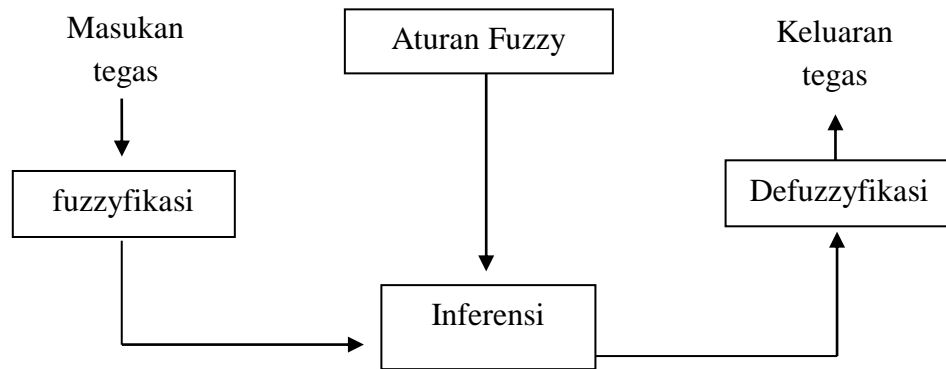 Masukan
tegas
Aturan Fuzzy
Keluaran
tegas
fuzzyfikasi
Defuzzyfikasi
Inferensi